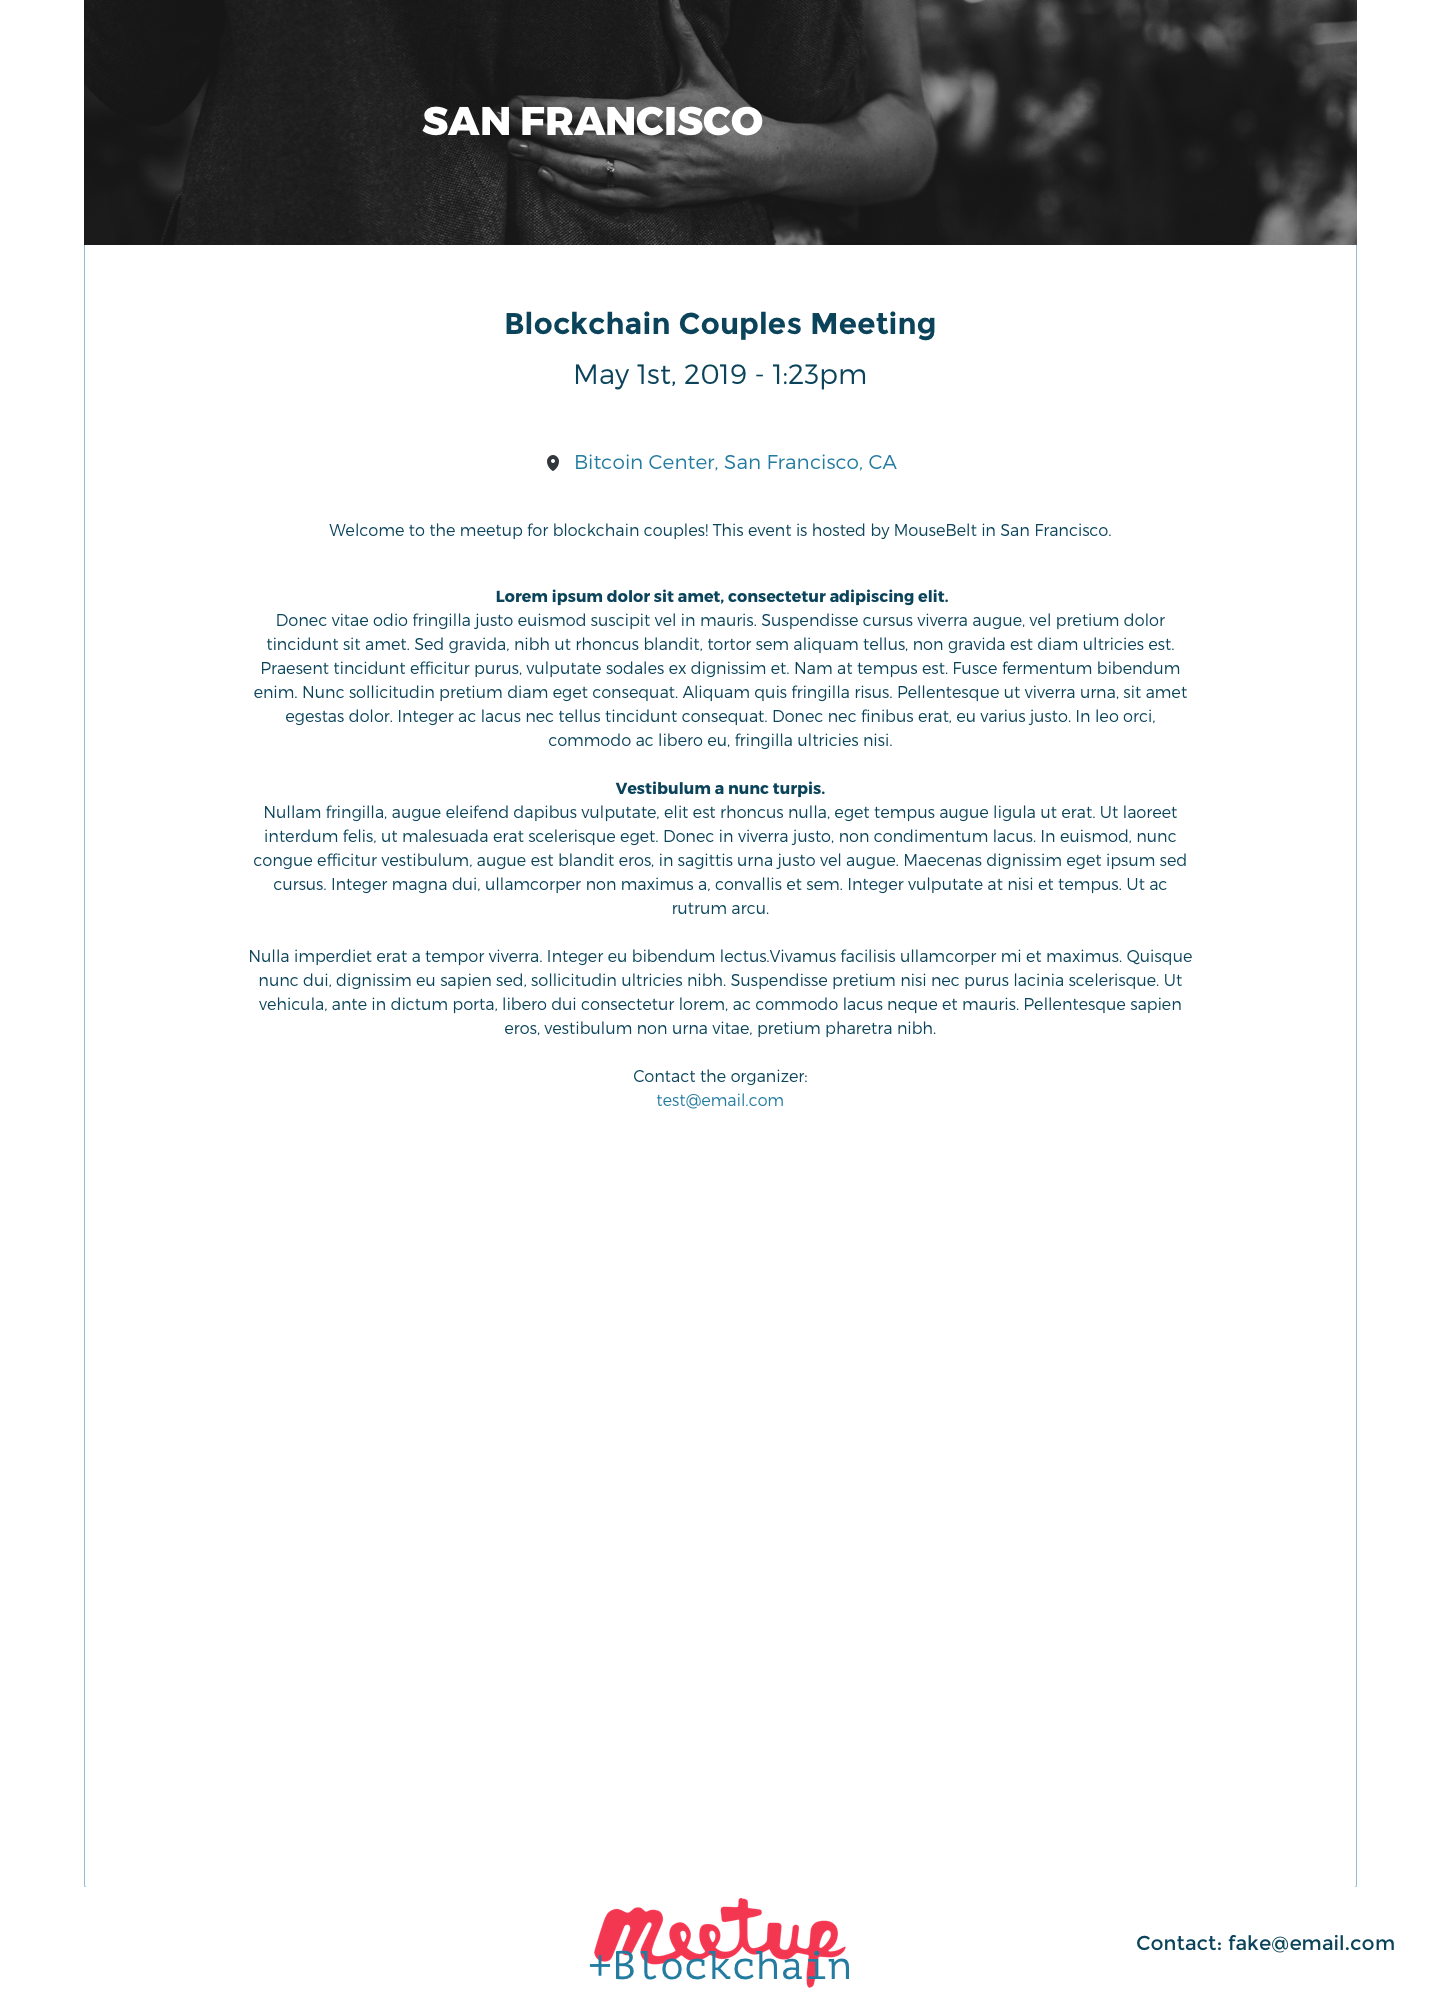 SAN FRANCISCO
Blockchain Couples Meeting
May 1st, 2019 - 1:23pm
Bitcoin Center, San Francisco, CA
Welcome to the meetup for blockchain couples! This event is hosted by MouseBelt in San Francisco.
Lorem ipsum dolor sit amet, consectetur adipiscing elit.
Donec vitae odio fringilla justo euismod suscipit vel in mauris. Suspendisse cursus viverra augue, vel pretium dolor
tincidunt sit amet. Sed gravida, nibh ut rhoncus blandit, tortor sem aliquam tellus, non gravida est diam ultricies est.
Praesent tincidunt efficitur purus, vulputate sodales ex dignissim et. Nam at tempus est. Fusce fermentum bibendum
enim. Nunc sollicitudin pretium diam eget consequat. Aliquam quis fringilla risus. Pellentesque ut viverra urna, sit amet
egestas dolor. Integer ac lacus nec tellus tincidunt consequat. Donec nec finibus erat, eu varius justo. In leo orci,
commodo ac libero eu, fringilla ultricies nisi.
Vestibulum a nunc turpis.
Nullam fringilla, augue eleifend dapibus vulputate, elit est rhoncus nulla, eget tempus augue ligula ut erat. Ut laoreet
interdum felis, ut malesuada erat scelerisque eget. Donec in viverra justo, non condimentum lacus. In euismod, nunc
congue efficitur vestibulum, augue est blandit eros, in sagittis urna justo vel augue. Maecenas dignissim eget ipsum sed
cursus. Integer magna dui, ullamcorper non maximus a, convallis et sem. Integer vulputate at nisi et tempus. Ut ac
rutrum arcu.
Nulla imperdiet erat a tempor viverra. Integer eu bibendum lectus.Vivamus facilisis ullamcorper mi et maximus. Quisque
nunc dui, dignissim eu sapien sed, sollicitudin ultricies nibh. Suspendisse pretium nisi nec purus lacinia scelerisque. Ut
vehicula, ante in dictum porta, libero dui consectetur lorem, ac commodo lacus neque et mauris. Pellentesque sapien
eros, vestibulum non urna vitae, pretium pharetra nibh.
Contact the organizer:
test@email.com
meetup
+Blockchain
Contact: fake@email.com